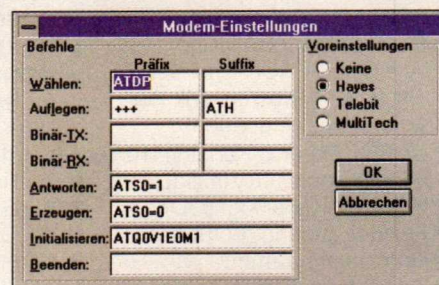 Modem-Einstellungen
Befehle
Präfix Suffix
Wählen: ATDP
Auflegen: +++ ATH
Binär-TX:
Binär-RX:
Antworten: ATS0=1
Erzeugen: ATS0=0
Initialisieren: ATQ0V1E0M1
Beenden:
Voreinstellungen
Keine
Hayes
Telebit
MultiTech
OK
Abbrechen